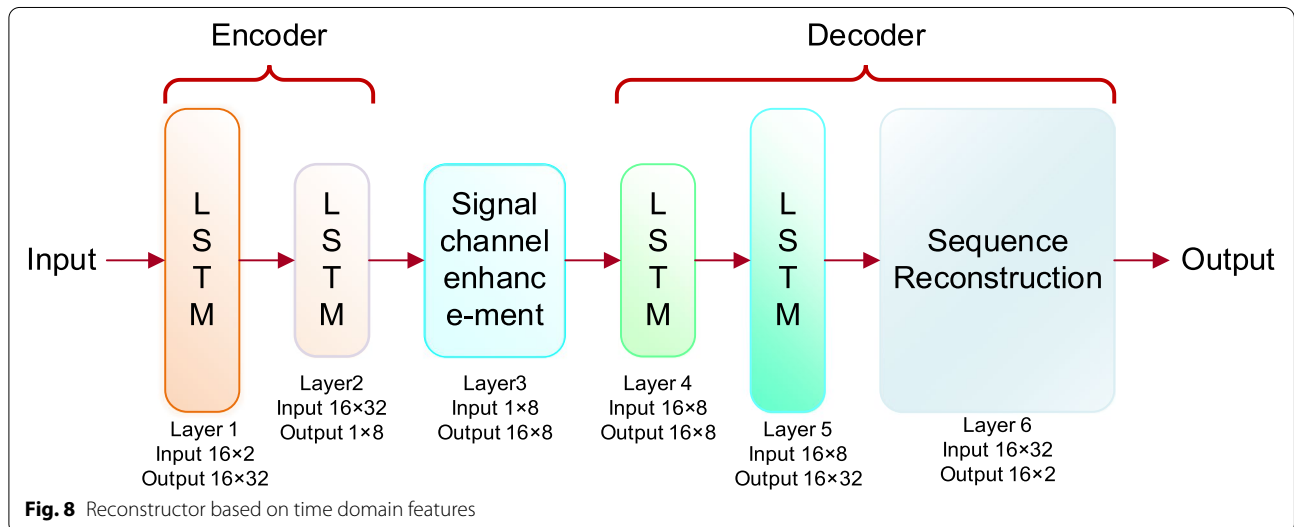 Encoder
Decoder
Input
L
S
T
M
L
S
T
M
Signal
channel
enhanc
e-ment
L
S
T
M
L
S
T
M
Sequence
Reconstruction
Output
Layer 1
Input 16×2
Output 16×32
Layer2
Input 16×32
Output 1×8
Layer3
Input 1×8
Output 16×8
Layer 4
Input 16×8
Output 16×8
Layer 5
Input 16×8
Output 16×32
Layer 6
Input 16×32
Output 16×2
Fig. 8 Reconstructor based on time domain features